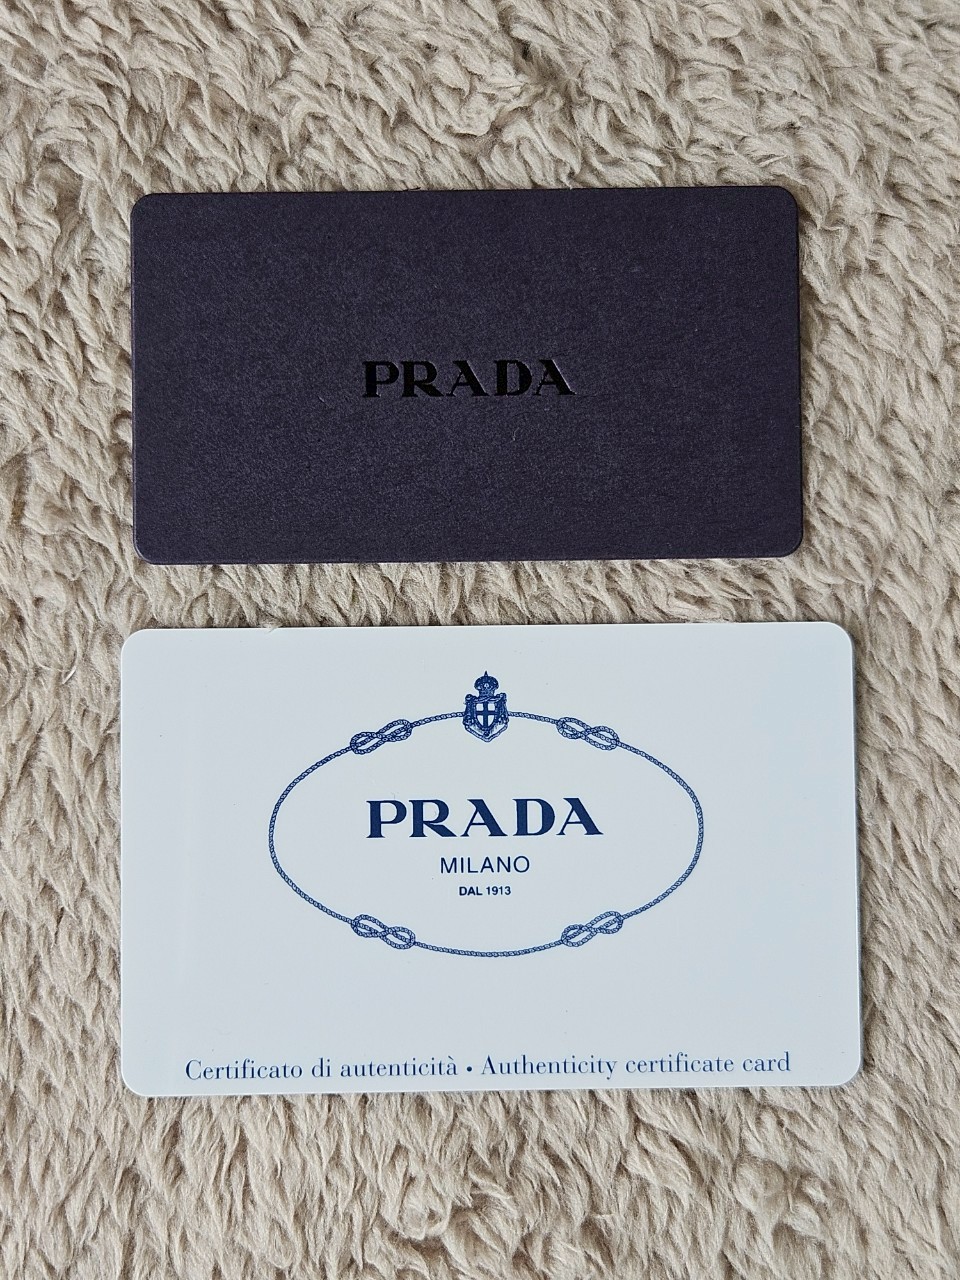 PRADA
PRADA
MILANO
DAL 1913
Certificato di autenticità • Authenticity certificate card